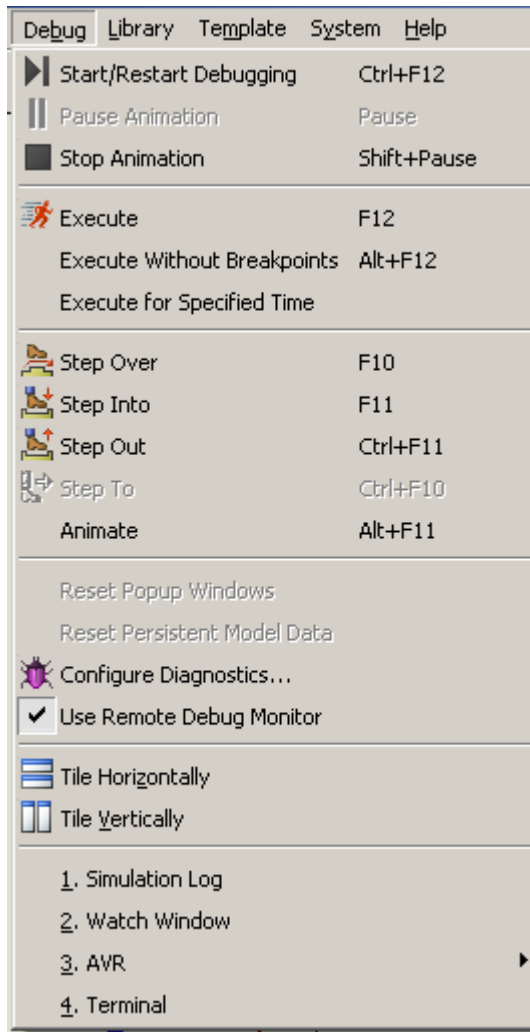 Debug Library Template System Help
Start/Restart Debugging Ctrl+F12
Pause Animation Pause
Stop Animation Shift+Pause
Execute F12
Execute Without Breakpoints Alt+F12
Execute for Specified Time
Step Over F10
Step Into F11
Step Out Ctrl+F11
Step To Ctrl+F10
Animate Alt+F11
Reset Popup Windows
Reset Persistent Model Data
Configure Diagnostics...
Use Remote Debug Monitor
Tile Horizontally
Tile Vertically
1. Simulation Log
2. Watch Window
3. AVR
4. Terminal